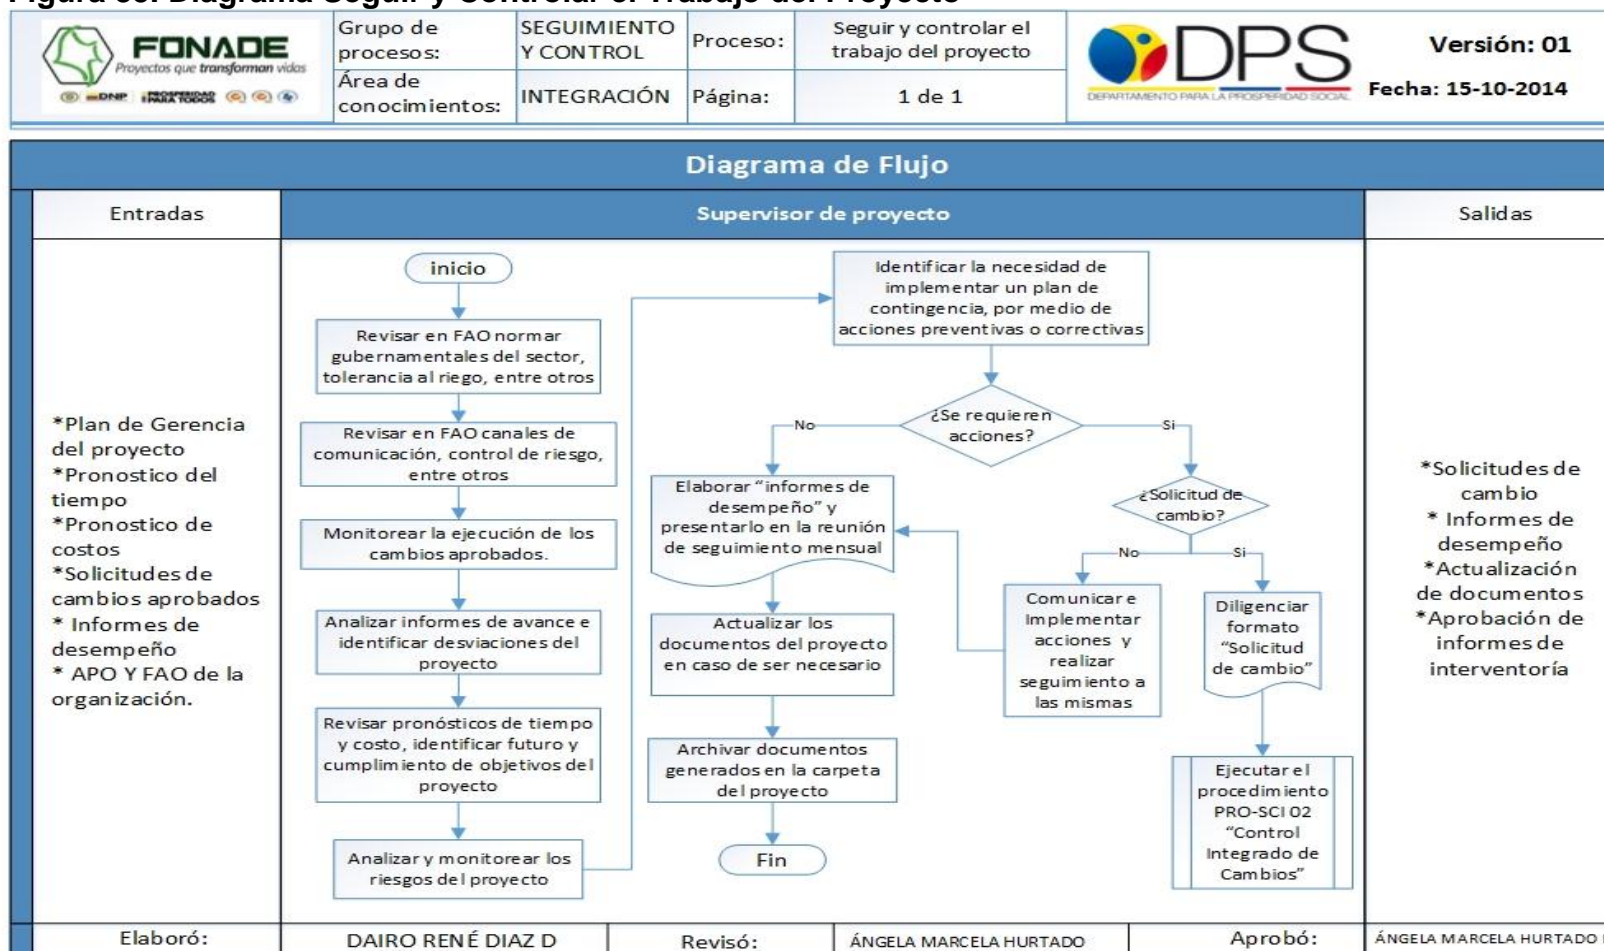 FONADE
Proyectos que transforman vidas
DNP PROSPERIDAD
PARA TODOS
Grupo de
procesos:
SEGUIMIENTO
Y CONTROL
Proceso:
Seguir y controlar el
trabajo del proyecto
Área de
conocimientos:
INTEGRACIÓN
Página:
1 de 1
DPS
DEPARTAMENTO PARA LA PROSPERIDAD SOCIAL
Versión: 01
Fecha: 15-10-2014
Diagrama de Flujo
Entradas
Supervisor de proyecto
Salidas
*Plan de Gerencia
del proyecto
*Pronostico del
tiempo
*Pronostico de
costos
*Solicitudes de
cambios aprobados
* Informes de
desempeño
* APO Y FAO de la
organización.
inicio
Revisar en FAO normar
gubernamentales del sector,
tolerancia al riego, entre otros
Revisar en FAO canales de
comunicación, control de riesgo,
entre otros
Monitorear la ejecución de los
cambios aprobados.
Analizar informes de avance e
identificar desviaciones del
proyecto
Revisar pronósticos de tiempo
y costo, identificar futuro y
cumplimiento de objetivos del
proyecto
Analizar y monitorear los
riesgos del proyecto
Identificar la necesidad de
implementar un plan de
contingencia, por medio de
acciones preventivas o correctivas
¿Se requieren
acciones?
No
Si
Elaborar “informes de
desempeño” y
presentarlo en la reunión
de seguimiento mensual
Actualizar los
documentos del proyecto
en caso de ser necesario
Archivar documentos
generados en la carpeta
del proyecto
Fin
¿Solicitud de
cambio?
No
Si
Comunicar e
implementar
acciones y
realizar
seguimiento a
las mismas
Diligenciar
formato
“Solicitud
de cambio”
Ejecutar el
procedimiento
PRO-SCI 02
“Control
Integrado de
Cambios”
*Solicitudes de
cambio
* Informes de
desempeño
*Actualización
de documentos
*Aprobación de
informes de
interventoría
Elaboró:
DAIRO RENÉ DIAZ D
Revisó:
ÁNGELA MARCELA HURTADO
Aprobó:
ÁNGELA MARCELA HURTADO